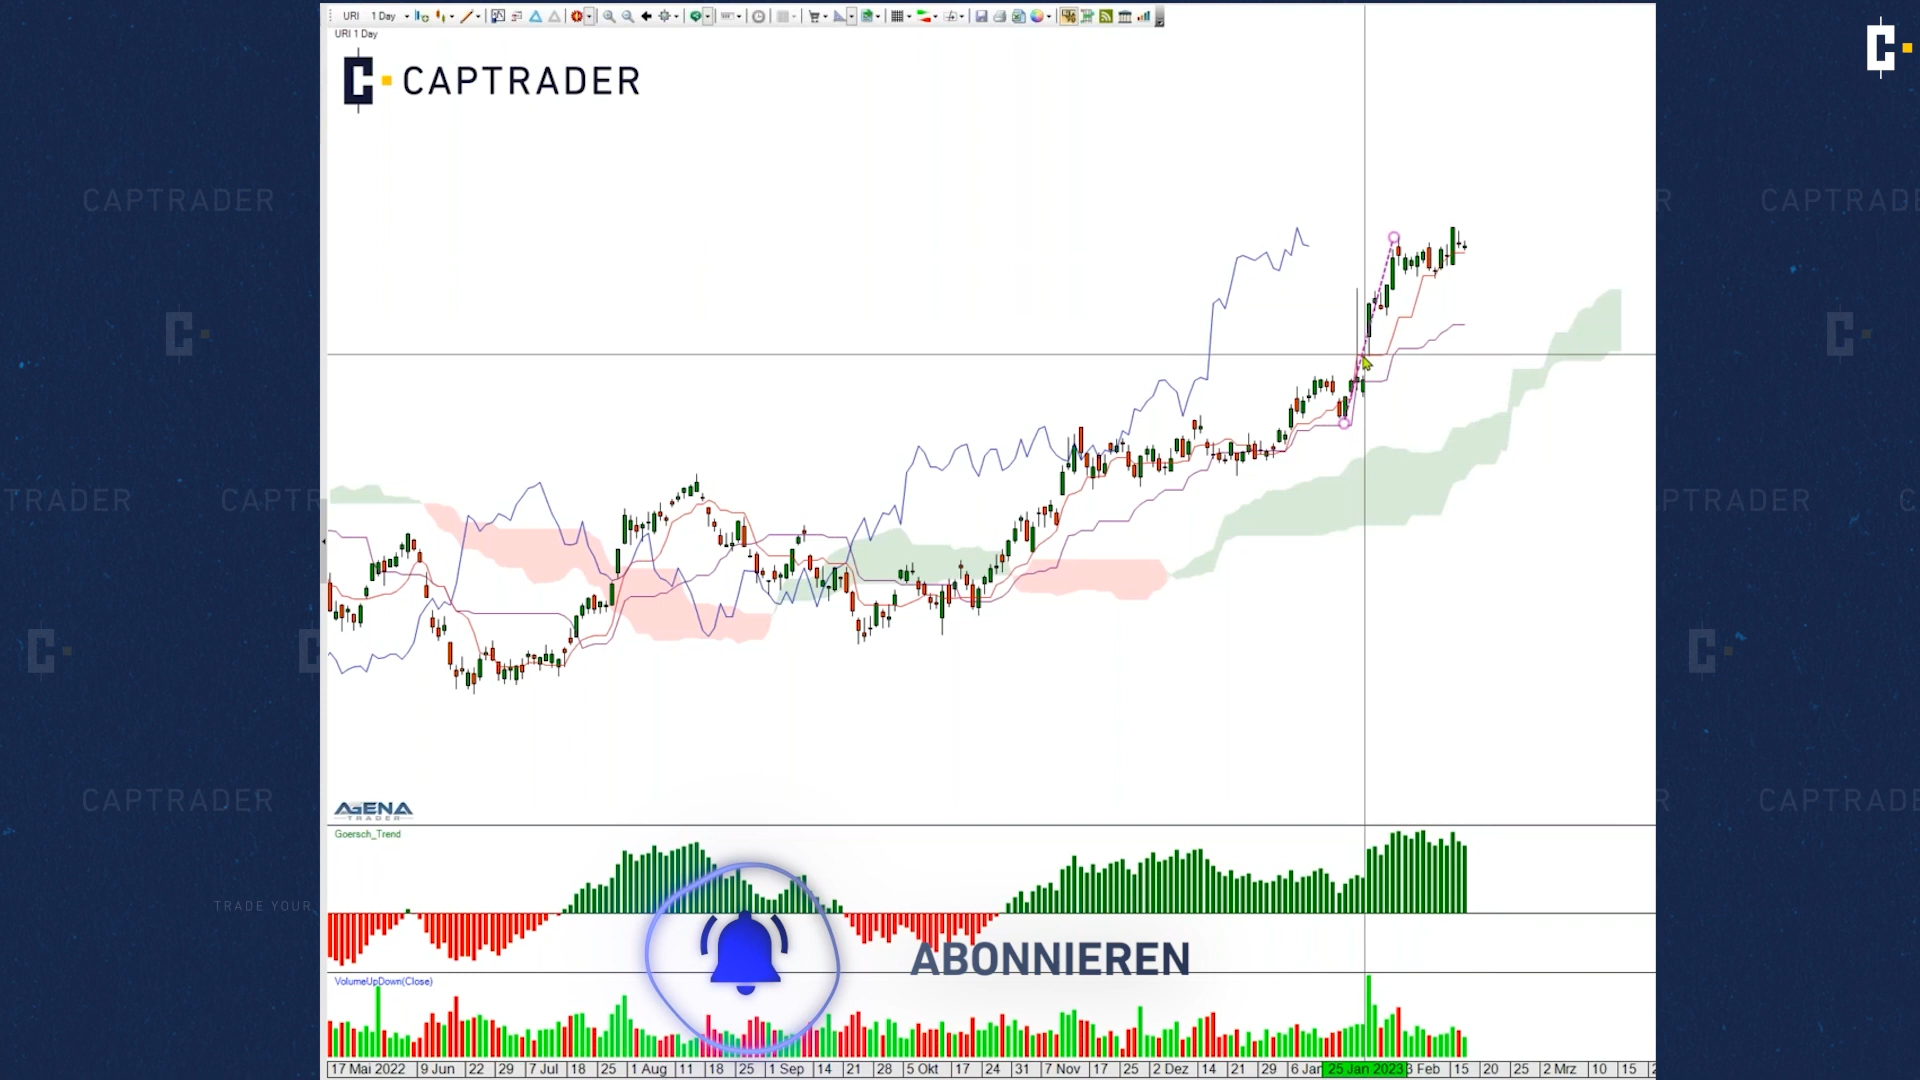 URI 1 Day
URI 1 Day
CAPTRADER
CAPTRADER
CAPTRADE
TRADER
CAPTR
PTRADER
CAPTRADER
CAPTRADE
TRADE YOUR
AGENA
TRADER
Goersch_Trend
ABONNIEREN
VolumeUpDown(Close)
17 Mai 2022 9 Jun 22 29 7 Jul 18 25 1 Aug 11 18 25 1 Sep 14 21 28 5 Okt 17 24 31 7 Nov 17 25 2 Dez 14 21 29 6 Jan 25 Jan 2023 3 Feb 15 20 25 2 Mrz 10 15